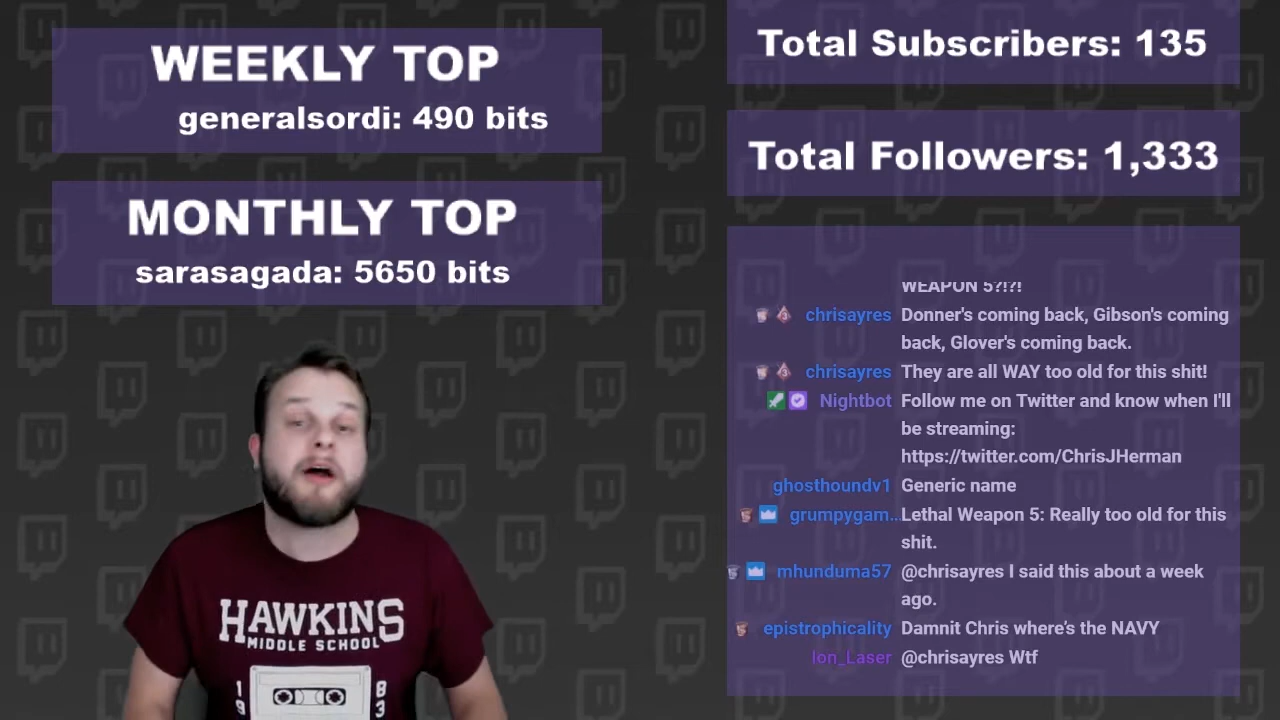 WEEKLY TOP
generalsordi: 490 bits
MONTHLY TOP
sarasagada: 5650 bits
Total Subscribers: 135
Total Followers: 1,333
WEAPON 5?!?!
chrisayres Donner's coming back, Gibson's coming
back, Glover's coming back.
chrisayres They are all WAY too old for this shit!
Nightbot Follow me on Twitter and know when I'll
be streaming:
https://twitter.com/ChrisJHerman
ghosthoundv1 Generic name
grumpygam... Lethal Weapon 5: Really too old for this
shit.
mhunduma57 @chrisayres I said this about a week
ago.
epistrophicality Damnit Chris where's the NAVY
Ion_Laser @chrisayres Wtf
HAWKINS
MIDDLE SCHOOL
1 8
9 3